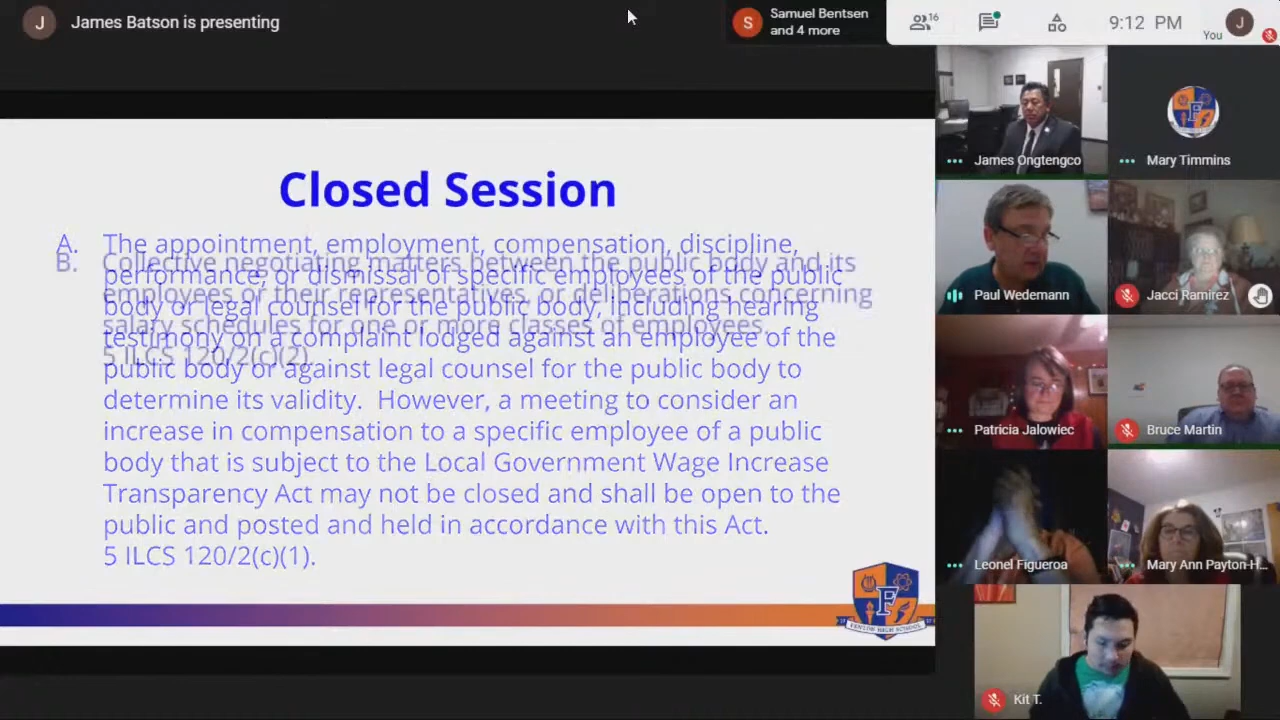 James Batson is presenting
J
Samuel Bentsen
and 4 more
S
16
9:12 PM
You
J
Closed Session
A. The appointment, employment, compensation, discipline,
performance, or dismissal of specific employees of the public
body or legal counsel for the public body, including hearing
testimony on a complaint lodged against an employee of the
public body or against legal counsel for the public body to
determine its validity. However, a meeting to consider an
increase in compensation to a specific employee of a public
body that is subject to the Local Government Wage Increase
Transparency Act may not be closed and shall be open to the
public and posted and held in accordance with this Act.
5 ILCS 120/2(c)(1).
B. Collective negotiating matters between the public body and its
employees or their representatives, or deliberations concerning
salary schedules for one or more classes of employees.
5 ILCS 120/2(c)(2).
F
FENTON HIGH SCHOOL
James Ongtengco
Mary Timmins
Paul Wedemann
Jacci Ramirez
Patricia Jalowiec
Bruce Martin
Leonel Figueroa
Mary Ann Payton-H...
Kit T.